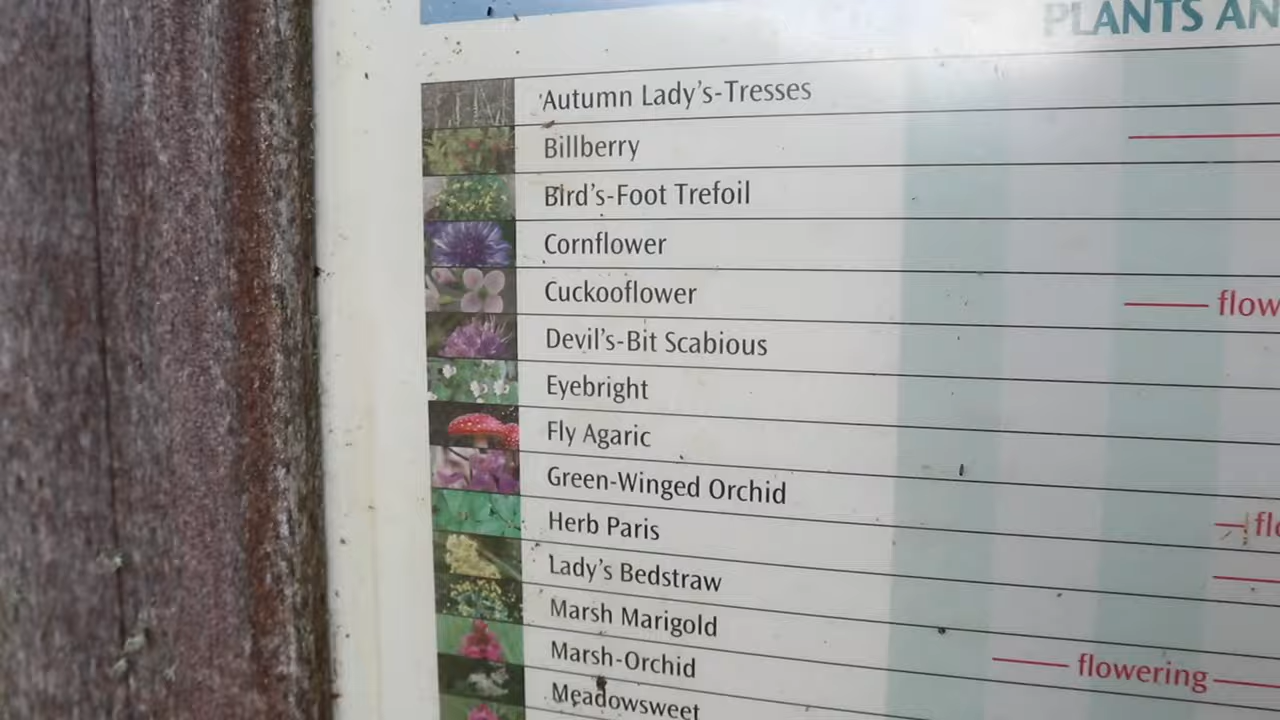 PLANTS AN
Autumn Lady's-Tresses
Billberry
Bird's-Foot Trefoil
Cornflower
Cuckooflower
flow
Devil's-Bit Scabious
Eyebright
Fly Agaric
Green-Winged Orchid
flo
Herb Paris
Lady's Bedstraw
Marsh Marigold
flowering
Marsh-Orchid
Meadowsweet